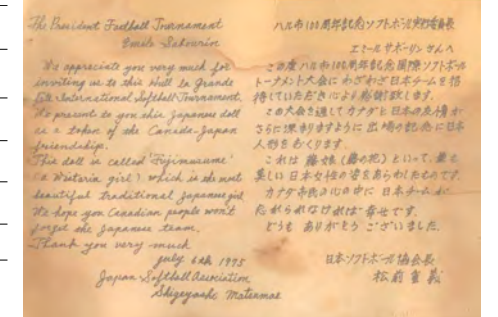 The President Football Tournament
Emile Sabourin
We appreciate you very much for
inviting us to this Hull la Grande
Fête International Softball Tournament.
We present to you this Japanese doll
as a token of the Canada-Japan
friendship.
This doll is called "Fujimusume"
(a Wistaria girl) which is the most
beautiful traditional Japanese girl
We hope you Canadian people won't
forget the Japanese team.
Thank you very much
July 6th 1975
Japan Softball Association
Shigeyoshi Matsumae
ハル市100周年記念ソフトボール実行委員長
エミールサボーリンさんへ
この度ハル市100周年記念国際ソフトボール
トーナメント大会にわざわざ日本チームを招
待していただき心より感謝致します。
この大会を通してカナダと日本の友情が
さらに深まりますように出場の記念に日本
人形をおくります。
これは藤娘(藤の花)といって、最も
美しい日本女性の姿をあらわしたものです。
カナダ市民の心の中に日本チームが
忘れられなければ幸せです。
どうもありがとうございました。
日本ソフトボール協会長
松前重義